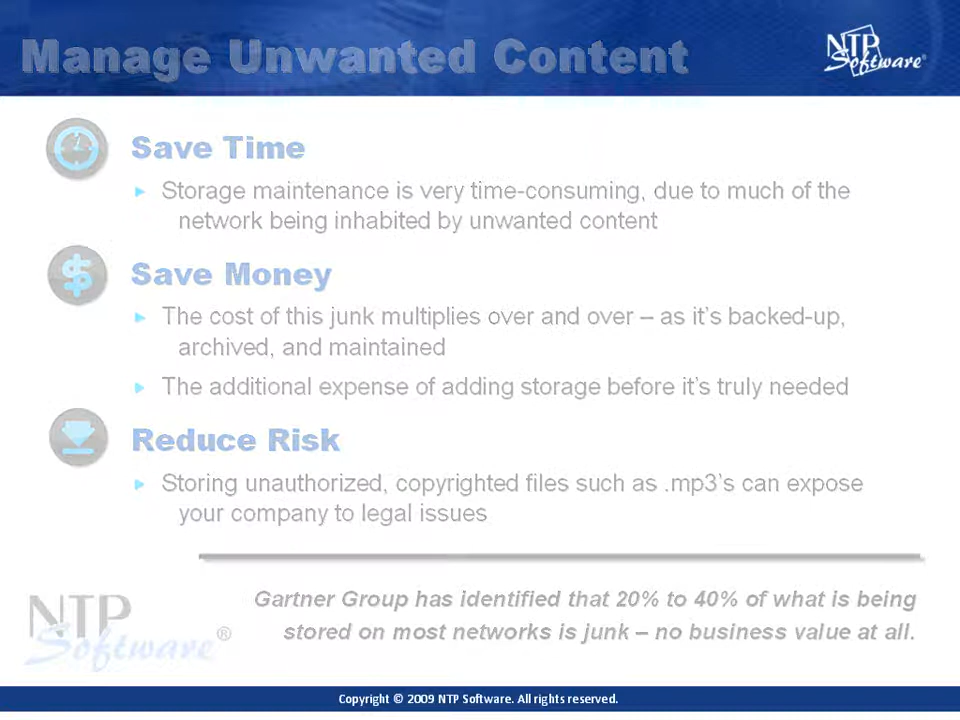 Manage Unwanted Content
NTP
Software®
Save Time
Storage maintenance is very time-consuming, due to much of the
network being inhabited by unwanted content
Save Money
The cost of this junk multiplies over and over – as it's backed-up,
archived, and maintained
The additional expense of adding storage before it's truly needed
Reduce Risk
Storing unauthorized, copyrighted files such as .mp3's can expose
your company to legal issues
Gartner Group has identified that 20% to 40% of what is being
stored on most networks is junk – no business value at all.
NTP
Software®
Copyright © 2009 NTP Software. All rights reserved.